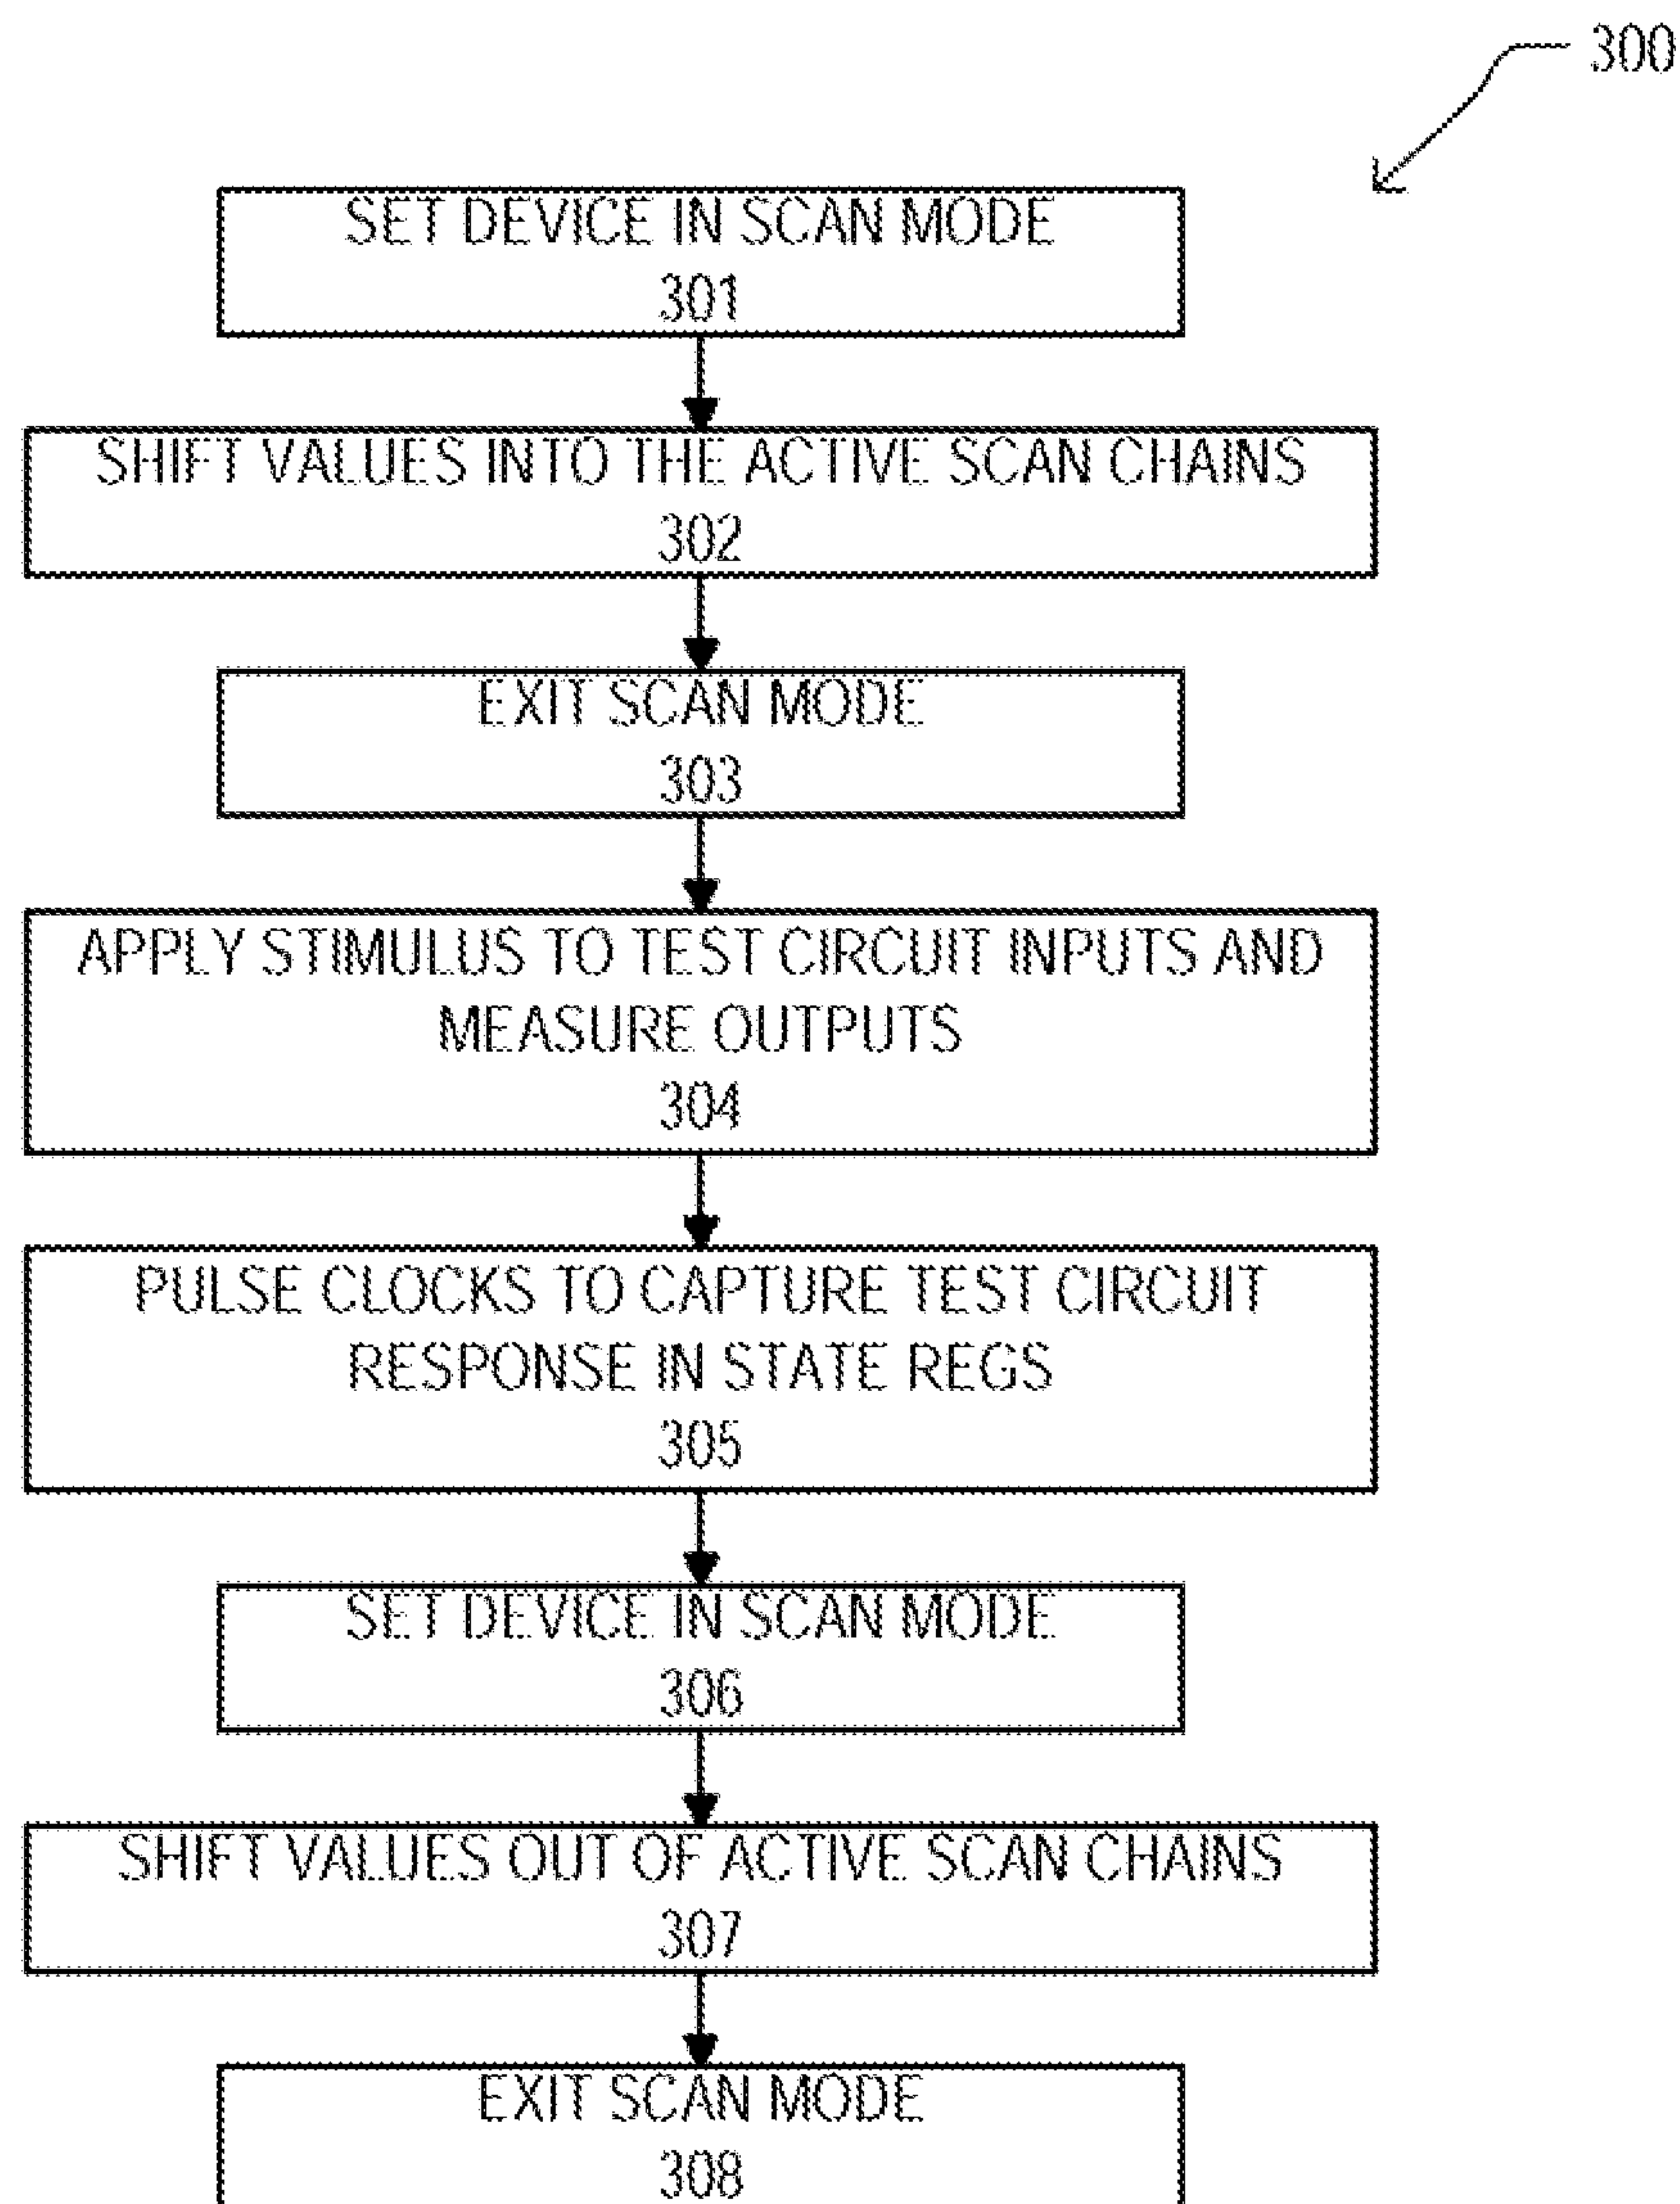 300
SET DEVICE IN SCAN MODE
301
SHIFT VALUES INTO THE ACTIVE SCAN CHAINS
302
EXIT SCAN MODE
303
APPLY STIMULUS TO TEST CIRCUIT INPUTS AND
MEASURE OUTPUTS
304
PULSE CLOCKS TO CAPTURE TEST CIRCUIT
RESPONSE IN STATE REGS
305
SET DEVICE IN SCAN MODE
306
SHIFT VALUES OUT OF ACTIVE SCAN CHAINS
307
EXIT SCAN MODE
308